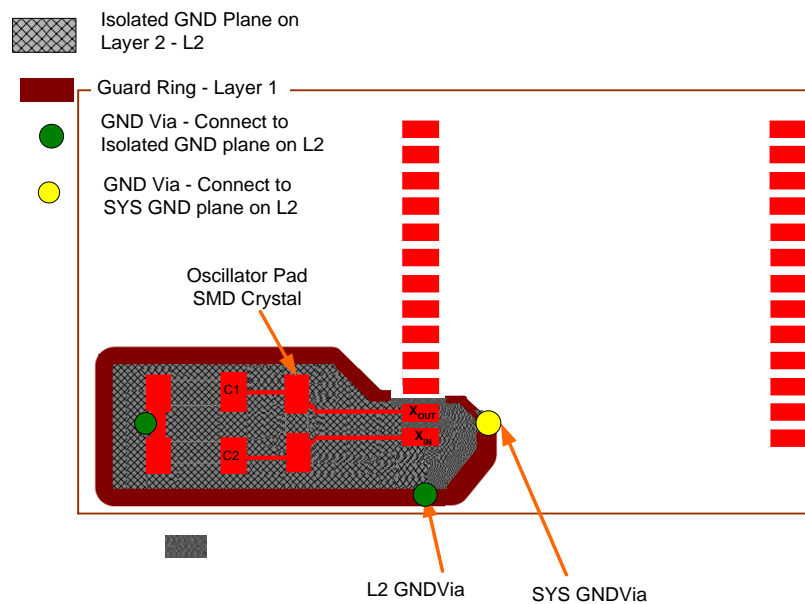 Isolated GND Plane on
Layer 2 - L2
Guard Ring - Layer 1
GND Via - Connect to
Isolated GND plane on L2
GND Via - Connect to
SYS GND plane on L2
Oscillator Pad
SMD Crystal
C1
XOUT
XIN
C2
L2 GNDVia
SYS GNDVia